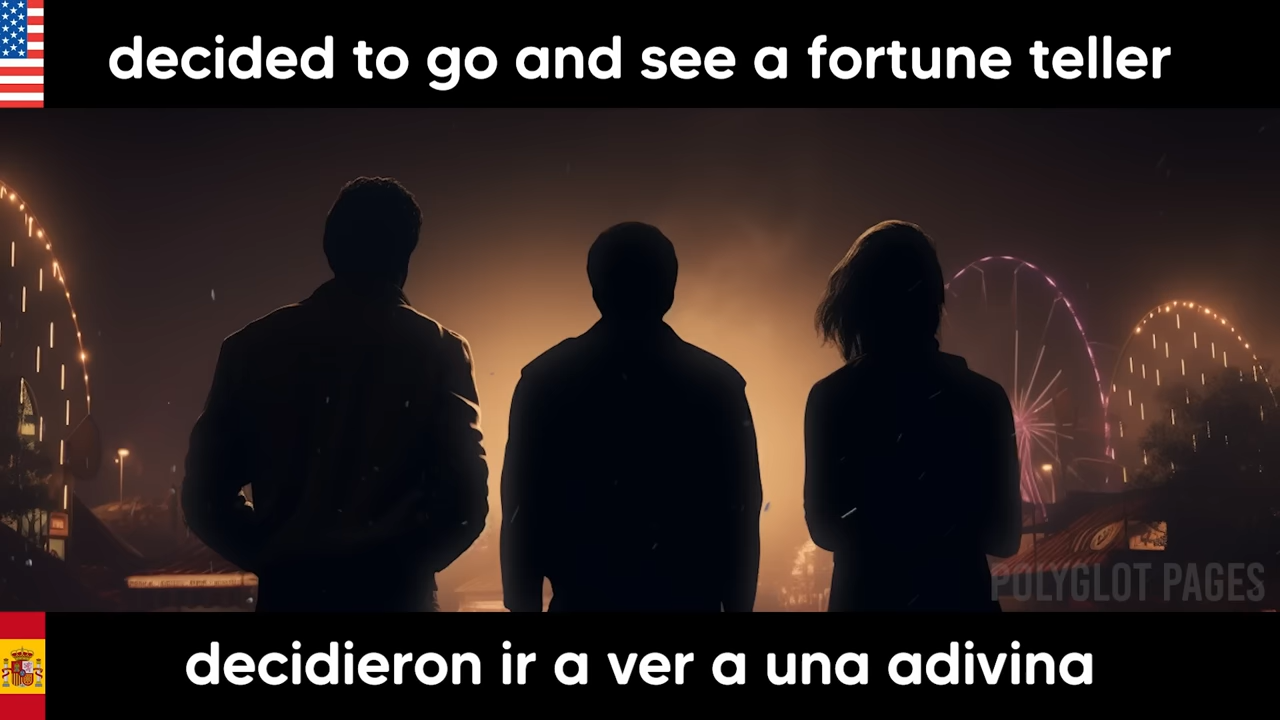 decided to go and see a fortune teller
POLYGLOT PAGES
decidieron ir a ver a una adivina